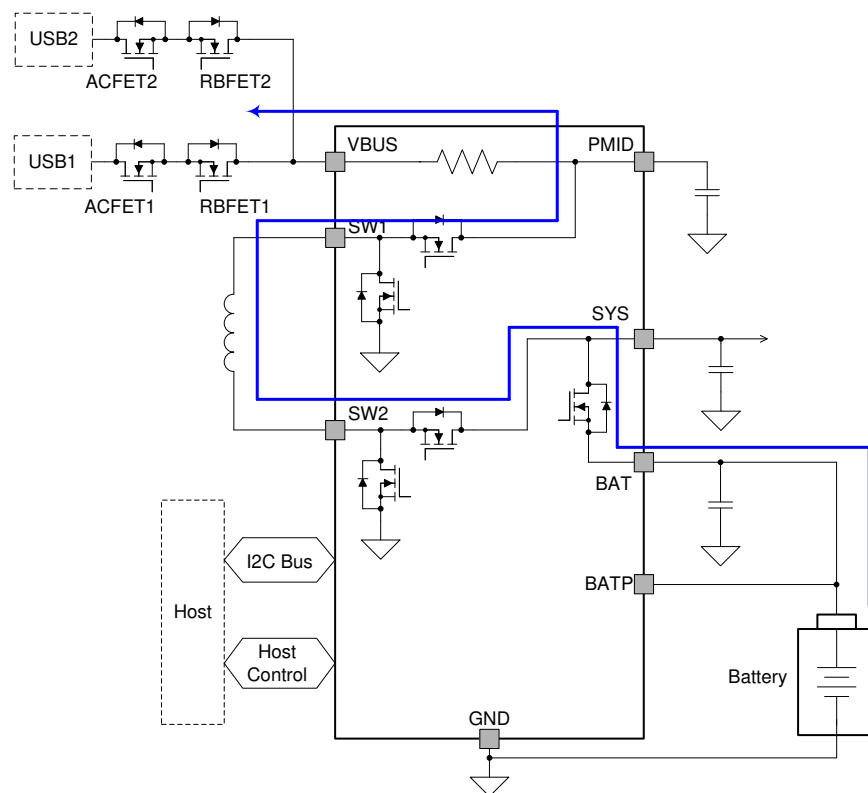 USB2
ACFET2
RBFET2
VBUS
PMID
USB1
ACFET1
RBFET1
SW1
SYS
SW2
BAT
I2C Bus
BATP
Host
Host
Control
Battery
GND